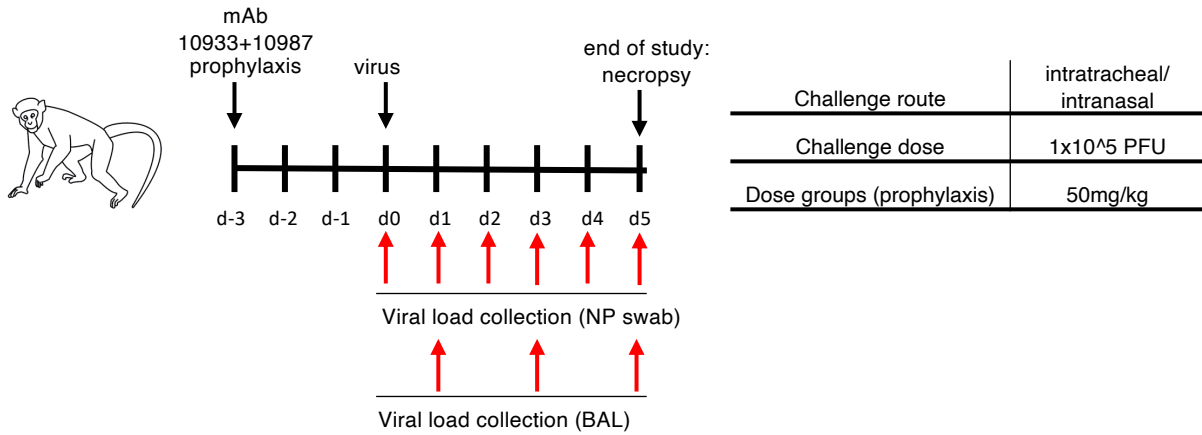 mAb
10933+10987
prophylaxis
virus
end of study:
necropsy
d-3 d-2 d-1 d0 d1 d2 d3 d4 d5
Viral load collection (NP swab)
Viral load collection (BAL)
Challenge route intratracheal/
intranasal
Challenge dose 1x10^5 PFU
Dose groups (prophylaxis) 50mg/kg